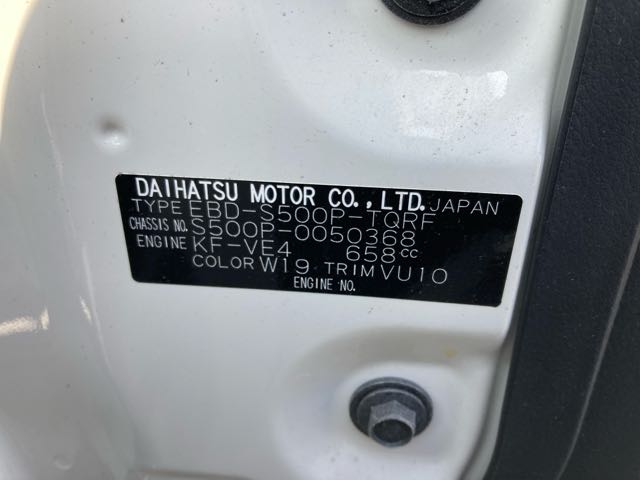 DAIHATSU MOTOR CO.,LTD. JAPAN
TYPE EBD-S500P-TQRF
CHASSIS NO. S500P-0050368
ENGINE KF-VE4 658cc
COLOR W19 TRIM VU10
ENGINE NO.